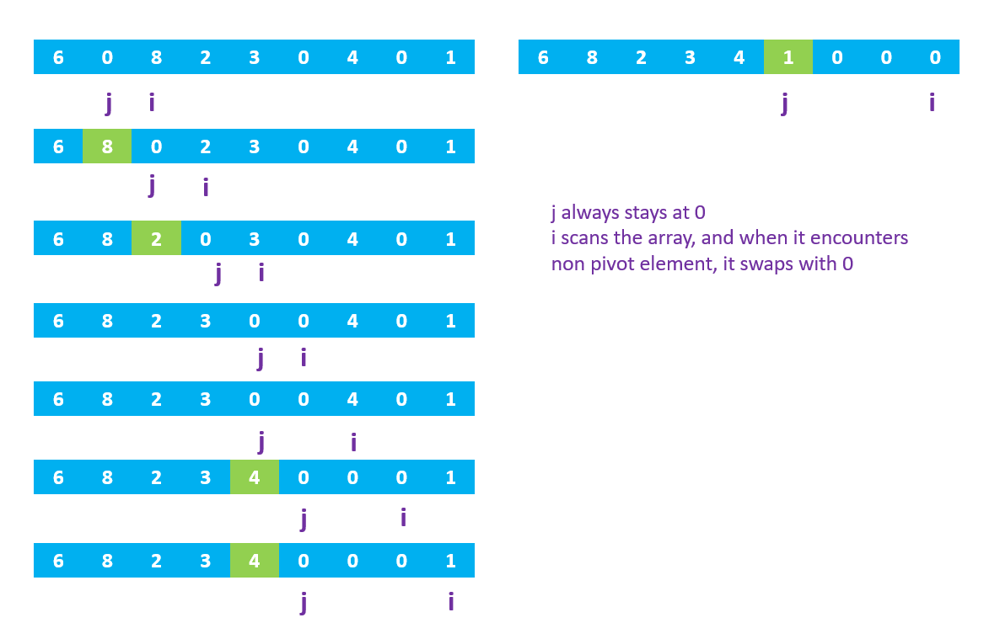 6 0 8 2 3 0 4 0 1
j i
6 8 0 2 3 0 4 0 1
j i
6 8 2 0 3 0 4 0 1
j i
6 8 2 3 0 0 4 0 1
j i
6 8 2 3 0 0 4 0 1
j i
6 8 2 3 4 0 0 0 1
j i
6 8 2 3 4 0 0 0 1
j i
6 8 2 3 4 1 0 0 0
j i
j always stays at 0
i scans the array, and when it encounters
non pivot element, it swaps with 0